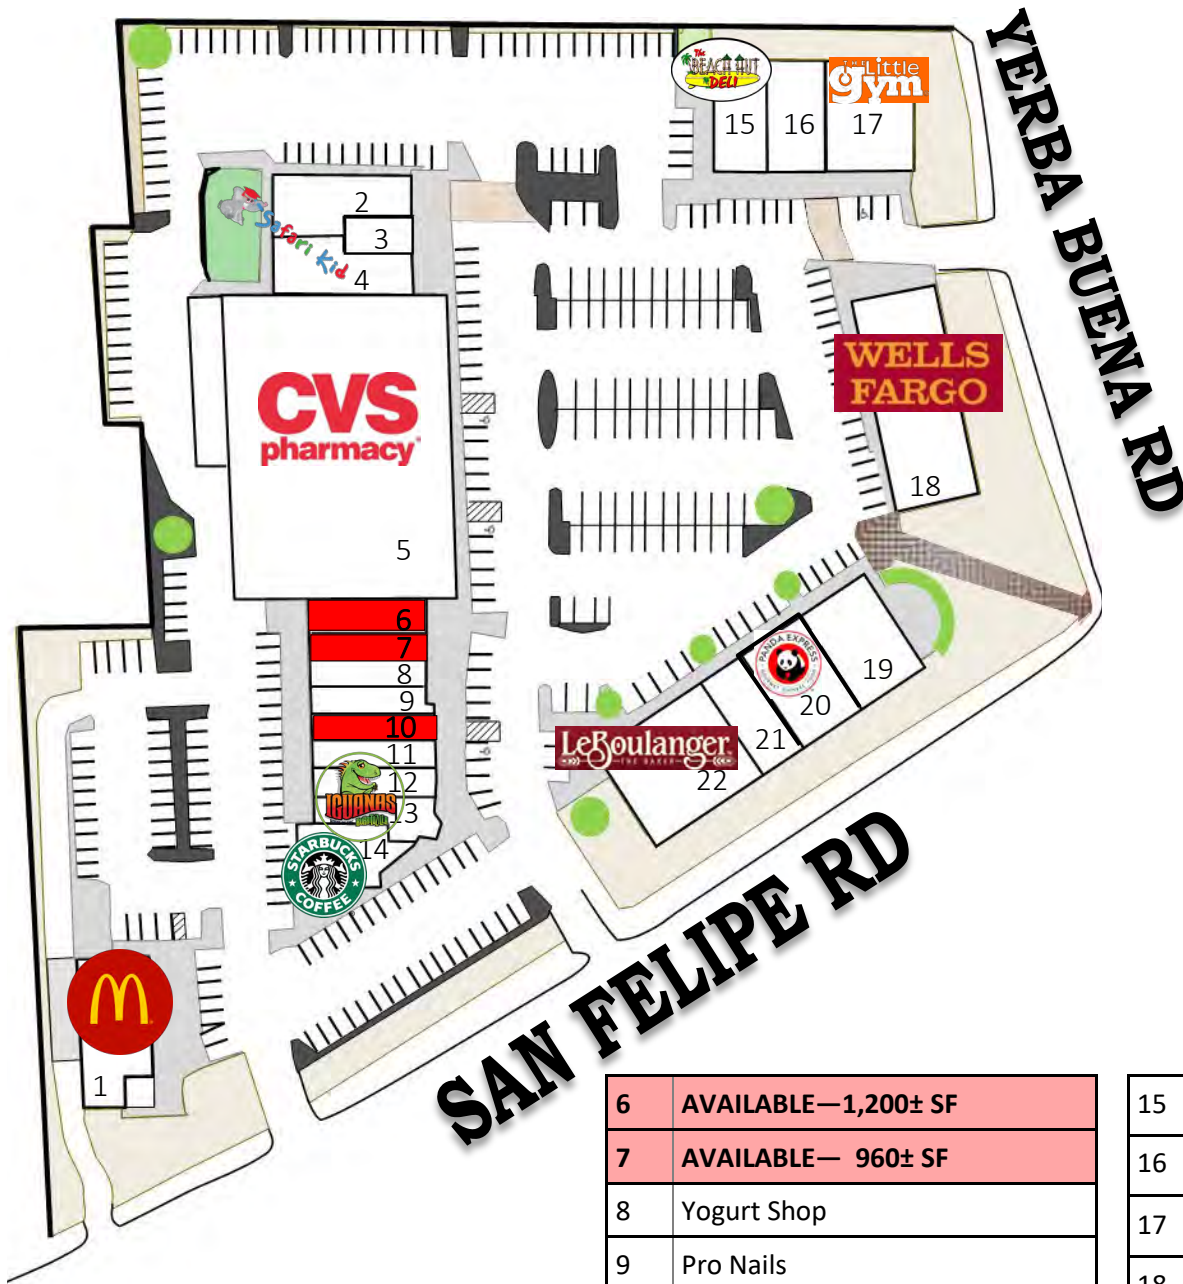 YERBA BUENA RD
The
BEACH HUT
DELI
The Little
gym
15
16
17
2
3
4
Safari Kid
CVS
pharmacy
5
WELLS
FARGO
18
6
7
8
9
10
11
12
13
14
IGUANAS
STARBUCKS
COFFEE
PANDA EXPRESS
19
20
21
22
LeBoulanger
THE BAKER
SAN FELIPE RD
M
1
6 AVAILABLE—1,200± SF
7 AVAILABLE— 960± SF
8 Yogurt Shop
9 Pro Nails
15
16
17
18